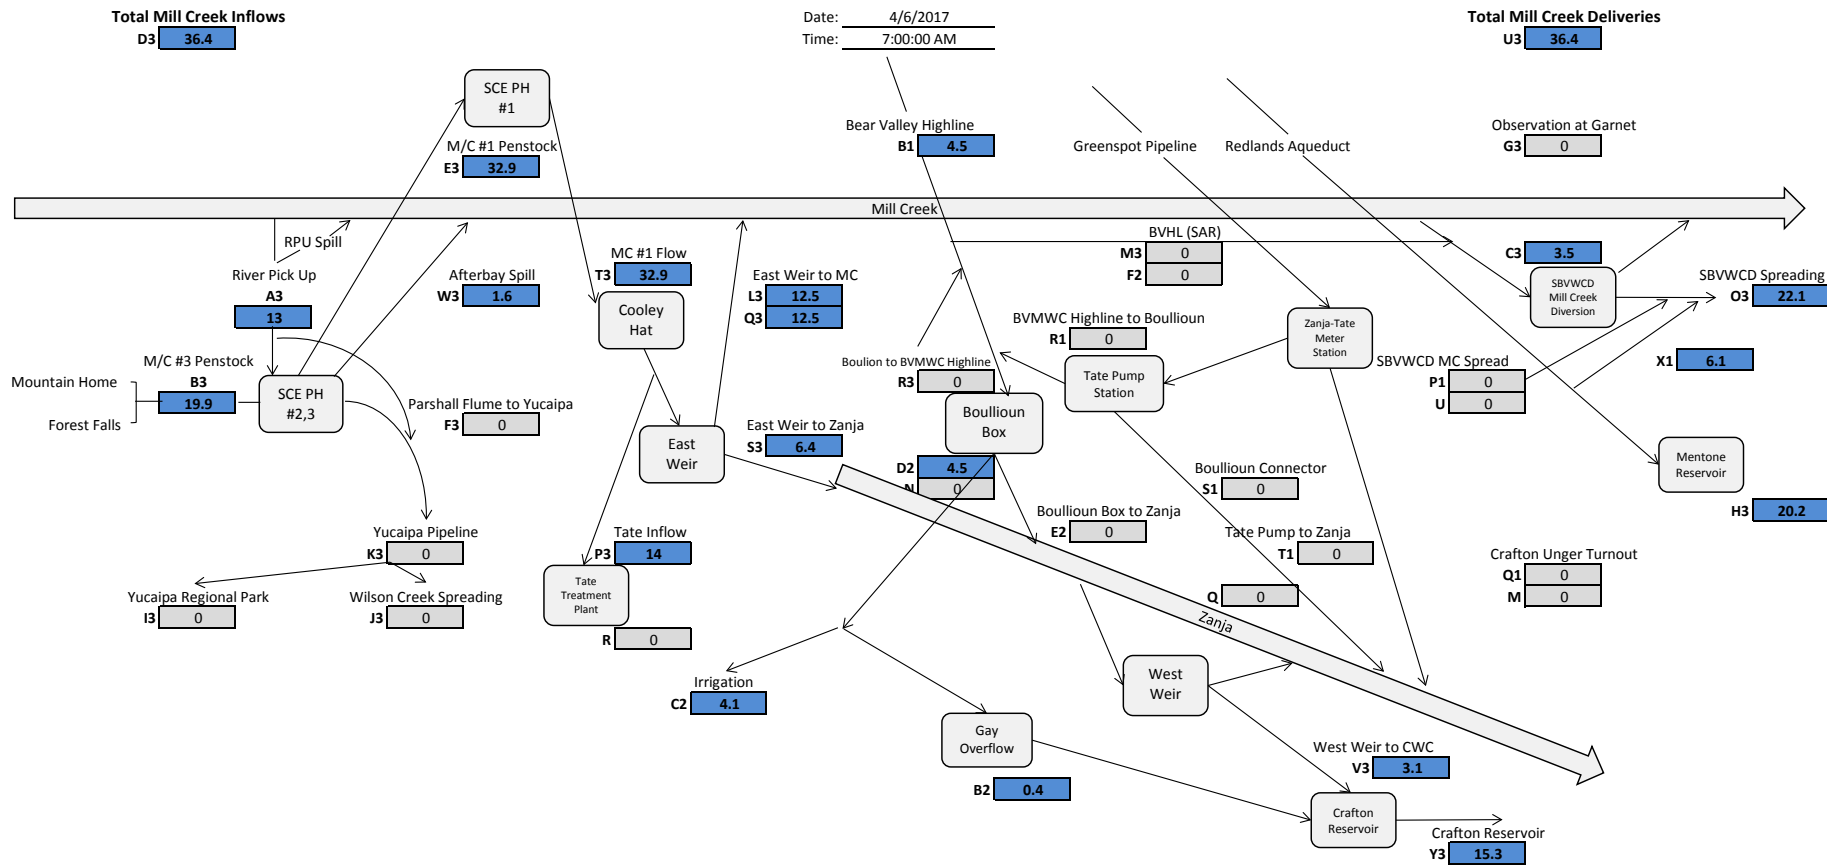 Total Mill Creek Inflows
D3 36.4
Date: 4/6/2017
Time: 7:00:00 AM
Total Mill Creek Deliveries
U3 36.4
SCE PH
#1
M/C #1 Penstock
E3 32.9
Bear Valley Highline
B1 4.5
Greenspot Pipeline
Redlands Aqueduct
Observation at Garnet
G3 0
Mill Creek
RPU Spill
River Pick Up
A3
13
Afterbay Spill
W3 1.6
MC #1 Flow
T3 32.9
Cooley
Hat
East Weir to MC
L3 12.5
Q3 12.5
BVHL (SAR)
M3 0
F2 0
C3 3.5
SBVWCD
Mill Creek
Diversion
SBVWCD Spreading
O3 22.1
BVMWC Highline to Boullioun
R1 0
Zanja-Tate
Meter
Station
X1 6.1
M/C #3 Penstock
B3
19.9
Mountain Home
Forest Falls
SCE PH
#2,3
Parshall Flume to Yucaipa
F3 0
Boulion to BVMWC Highline
R3 0
Tate Pump
Station
SBVWCD MC Spread
P1 0
U 0
Boullioun
Box
East
Weir
East Weir to Zanja
S3 6.4
D2 4.5
N 0
Boullioun Connector
S1 0
Mentone
Reservoir
H3 20.2
Boullioun Box to Zanja
E2 0
Tate Pump to Zanja
T1 0
Yucaipa Pipeline
K3 0
Tate Inflow
P3 14
Tate
Treatment
Plant
R 0
Crafton Unger Turnout
Q1 0
M 0
Yucaipa Regional Park
I3 0
Wilson Creek Spreading
J3 0
Q 0
Zanja
Irrigation
C2 4.1
West
Weir
Gay
Overflow
B2 0.4
West Weir to CWC
V3 3.1
Crafton
Reservoir
Crafton Reservoir
Y3 15.3